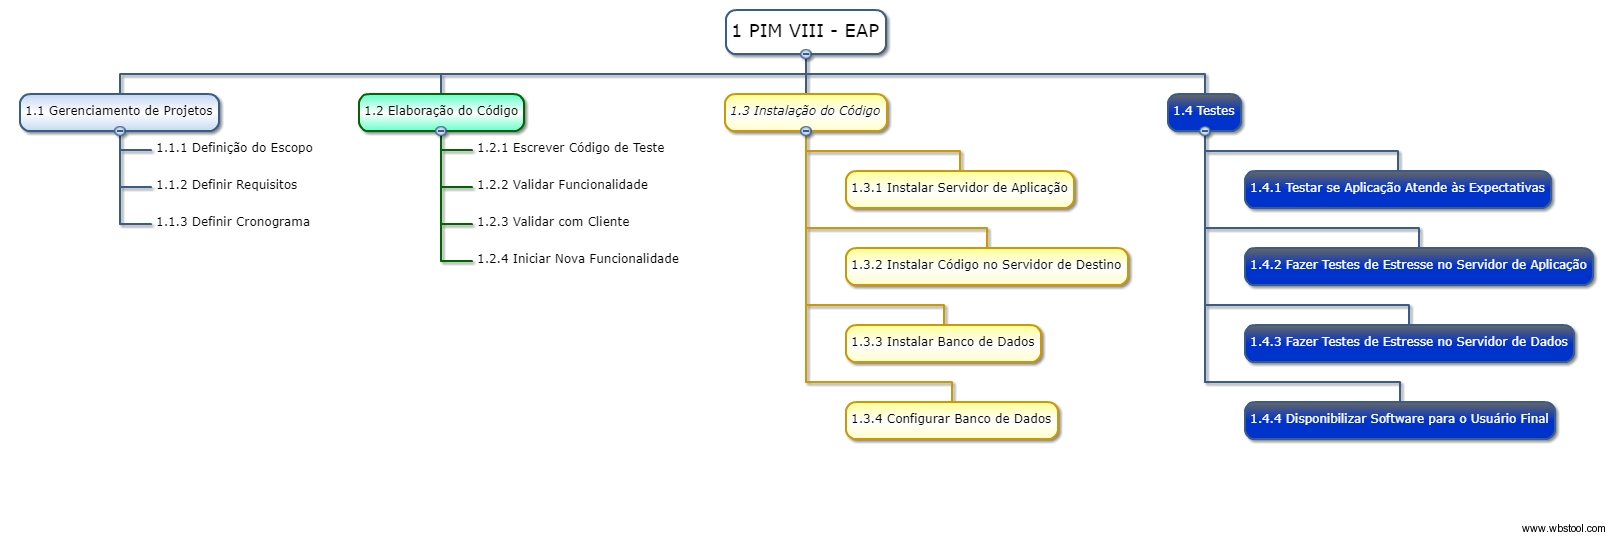 1 PIM VIII - EAP
1.1 Gerenciamento de Projetos
1.1.1 Definição do Escopo
1.1.2 Definir Requisitos
1.1.3 Definir Cronograma
1.2 Elaboração do Código
1.2.1 Escrever Código de Teste
1.2.2 Validar Funcionalidade
1.2.3 Validar com Cliente
1.2.4 Iniciar Nova Funcionalidade
1.3 Instalação do Código
1.3.1 Instalar Servidor de Aplicação
1.3.2 Instalar Código no Servidor de Destino
1.3.3 Instalar Banco de Dados
1.3.4 Configurar Banco de Dados
1.4 Testes
1.4.1 Testar se Aplicação Atende às Expectativas
1.4.2 Fazer Testes de Estresse no Servidor de Aplicação
1.4.3 Fazer Testes de Estresse no Servidor de Dados
1.4.4 Disponibilizar Software para o Usuário Final
www.wbstool.com